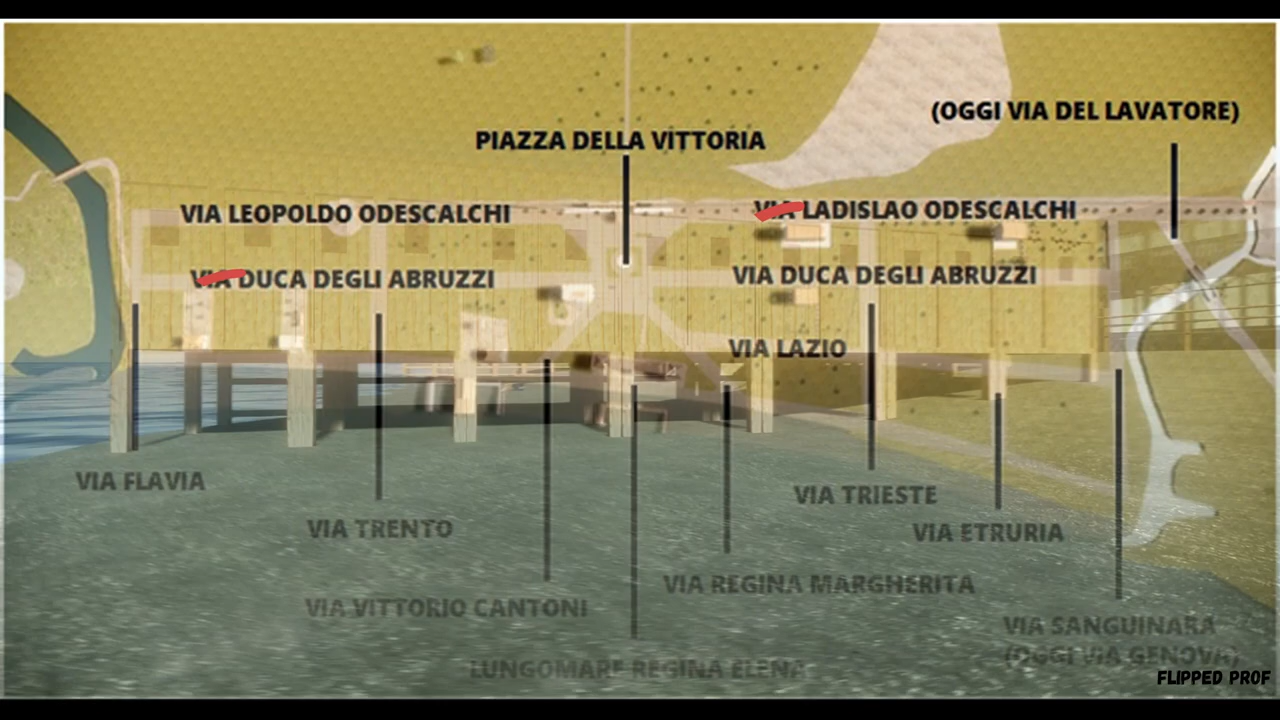 (OGGI VIA DEL LAVATORE)
PIAZZA DELLA VITTORIA
VIA LEOPOLDO ODESCALCHI
VIA LADISLAO ODESCALCHI
VIA DUCA DEGLI ABRUZZI
VIA DUCA DEGLI ABRUZZI
VIA LAZIO
VIA FLAVIA
VIA TRIESTE
VIA TRENTO
VIA ETRURIA
VIA REGINA MARGHERITA
VIA VITTORIO CANTONI
VIA SANGUINARA
(OGGI VIA GENOVA)
LUNGOMARE REGINA ELENA
FLIPPED PROF